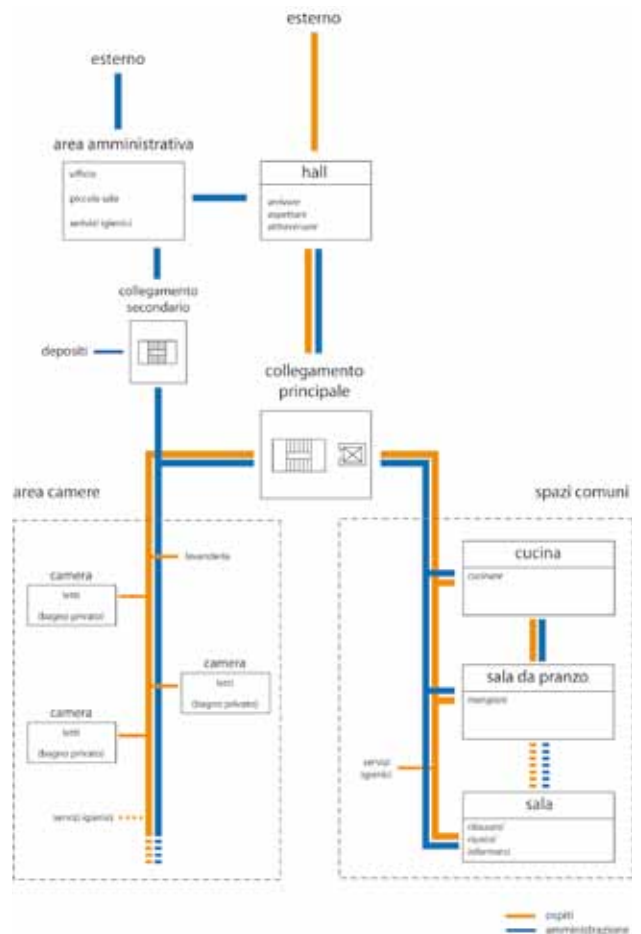 esterno
esterno
area amministrativa
ufficio
piccola sala
servizi igienici
hall
arrivare
aspettare
attraversare
collegamento
secondario
depositi
collegamento
principale
area camere
lavanderia
camera
letti
(bagno privato)
camera
letti
(bagno privato)
camera
letti
(bagno privato)
servizi igienici
spazi comuni
cucina
cucinare
sala da pranzo
mangiare
servizi
igienici
sala
rilassarsi
riunirsi
informarsi
ospiti
amministrazione